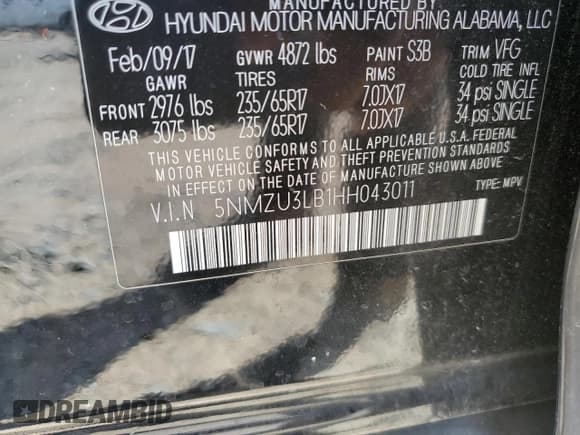 MANUFACTURED BY
HYUNDAI MOTOR MANUFACTURING ALABAMA, LLC
Feb/09/17 GVWR 4872 lbs PAINT S3B TRIM VFG
GAWR TIRES RIMS COLD TIRE INFL
FRONT 2976 lbs 235/65R17 7.0JX17 34 psi SINGLE
REAR 3075 lbs 235/65R17 7.0JX17 34 psi SINGLE
THIS VEHICLE CONFORMS TO ALL APPLICABLE U.S.A. FEDERAL
MOTOR VEHICLE SAFETY AND THEFT PREVENTION STANDARDS
IN EFFECT ON THE DATE OF MANUFACTURE SHOWN ABOVE
V.I.N 5NMZU3LB1HH043011 TYPE: MPV
DREAMBID